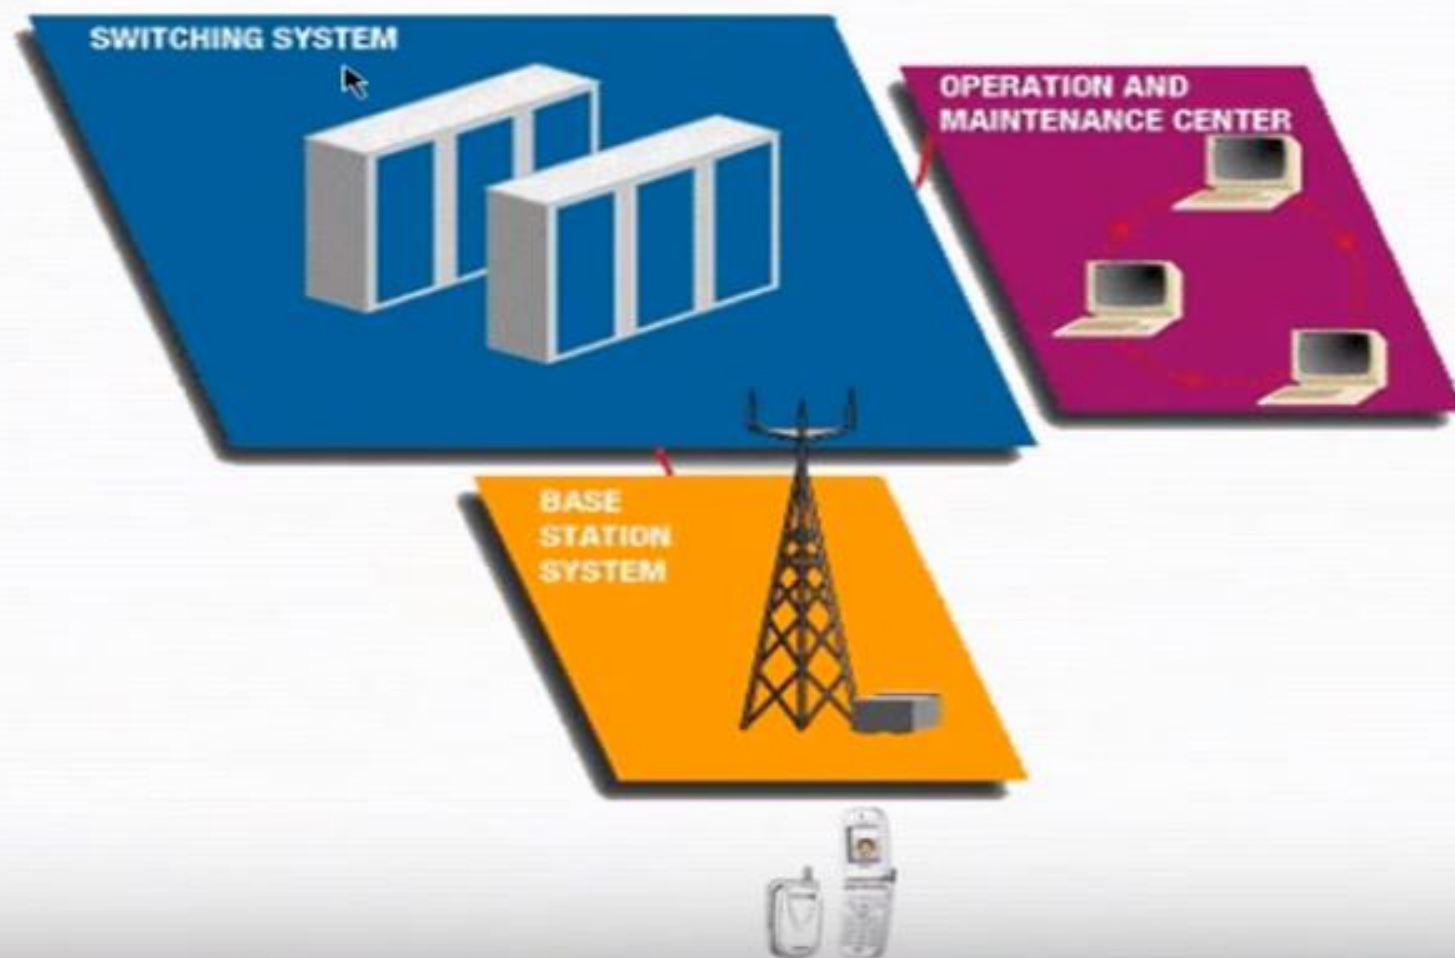 SWITCHING SYSTEM
OPERATION AND
MAINTENANCE CENTER
BASE
STATION
SYSTEM